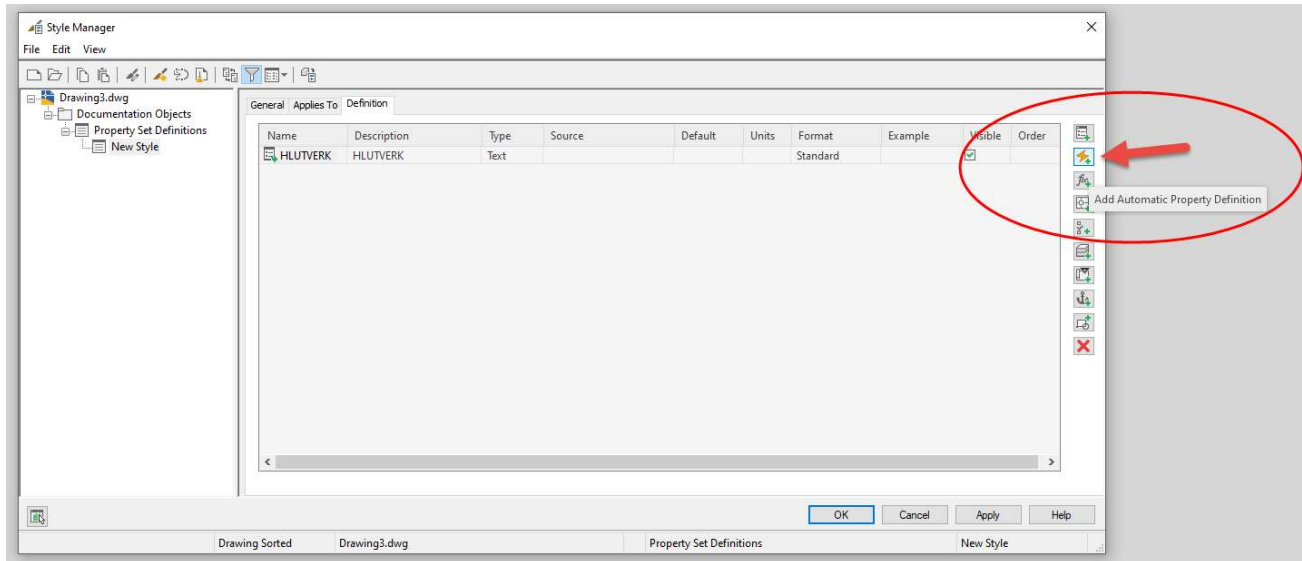 Style Manager
File Edit View
Drawing3.dwg
Documentation Objects
Property Set Definitions
New Style
General Applies To Definition
Name Description Type Source Default Units Format Example Visible Order
HLUTVERK HLUTVERK Text Standard
Add Automatic Property Definition
OK Cancel Apply Help
Drawing Sorted Drawing3.dwg Property Set Definitions New Style